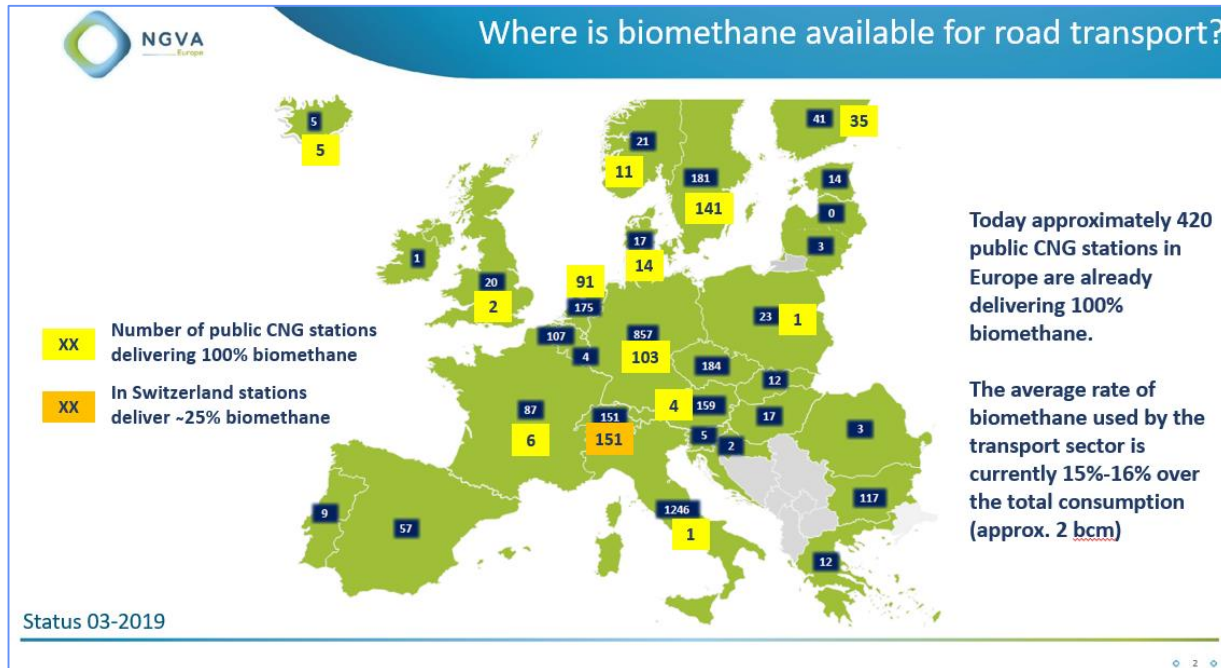 NGVA
Europe
Where is biomethane available for road transport?
5
5
21
11
181
141
41
35
14
0
3
17
14
1
20
2
91
175
107
4
857
103
23
1
184
12
4
159
17
87
6
151
151
5
2
3
117
9
57
1246
1
12
XX
Number of public CNG stations
delivering 100% biomethane
XX
In Switzerland stations
deliver ~25% biomethane
Today approximately 420
public CNG stations in
Europe are already
delivering 100%
biomethane.
The average rate of
biomethane used by the
transport sector is
currently 15%-16% over
the total consumption
(approx. 2 bcm)
Status 03-2019
2